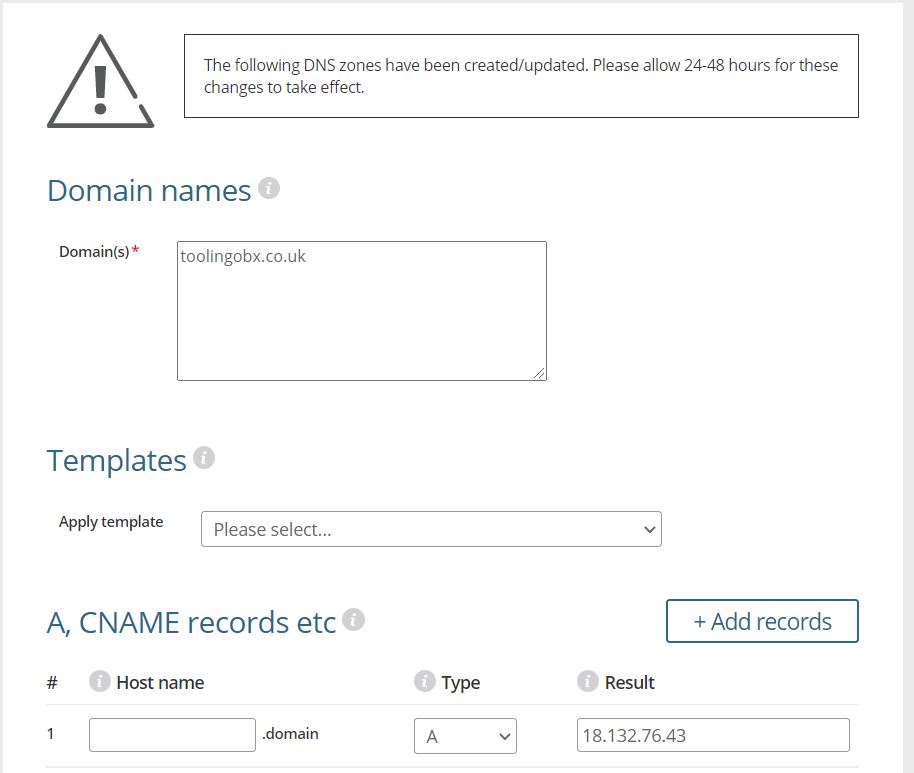 The following DNS zones have been created/updated. Please allow 24-48 hours for these
changes to take effect.
Domain names
Domain(s)*
toolingobx.co.uk
Templates
Apply template
Please select...
A, CNAME records etc
+ Add records
# Host name Type Result
1 .domain A 18.132.76.43